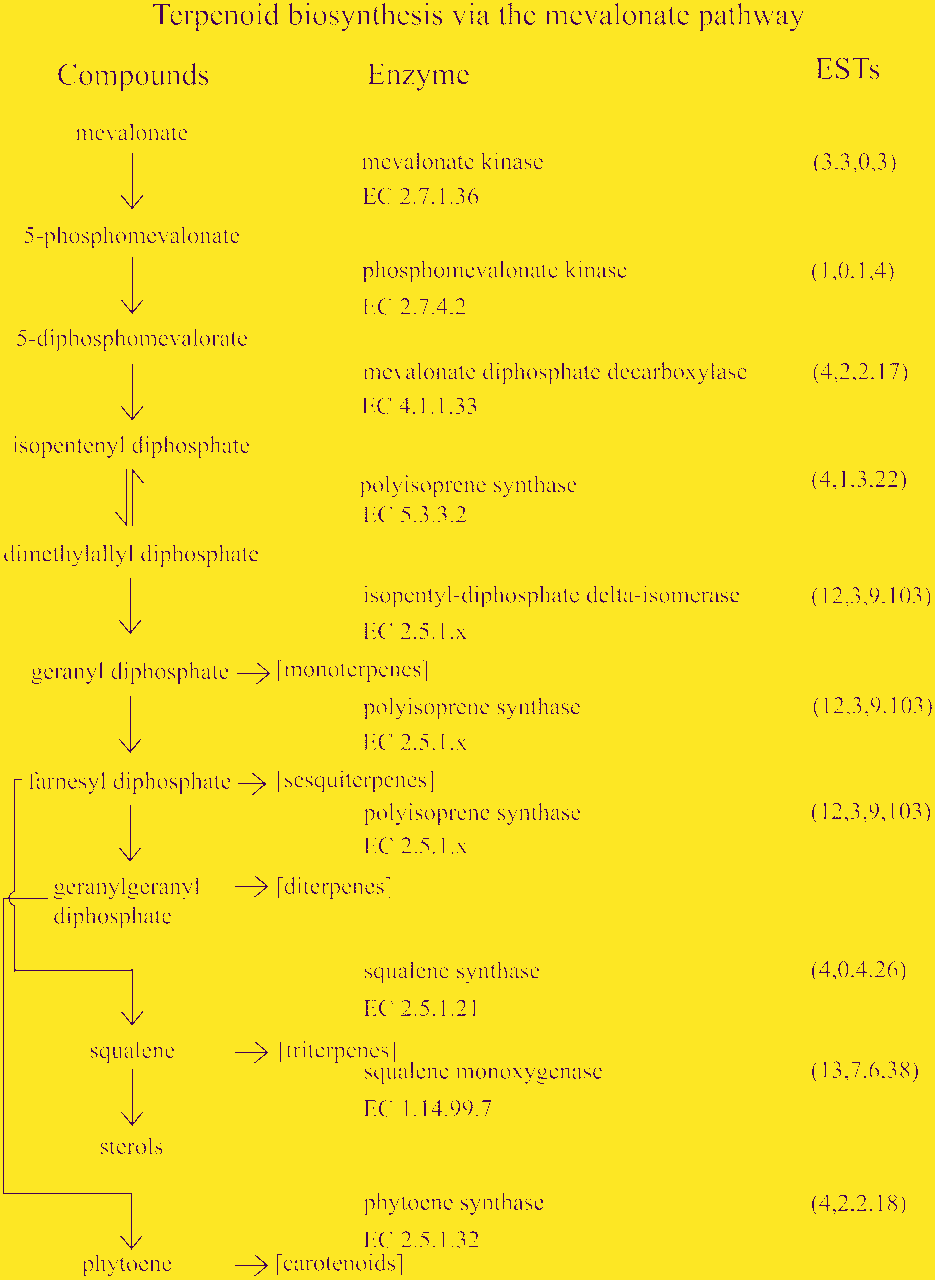 Terpenoid biosynthesis via the mevalonate pathway
Compounds Enzyme ESTs
mevalonate
mevalonate kinase (3.3,0,3)
EC 2.7.1.36
5-phosphomevalonate
phosphomevalonate kinase (1,0.1,4)
EC 2.7.4.2
5-diphosphomevalorate
mevalonate diphosphate decarboxylase (4,2,2.17)
EC 4.1.1.33
isopentenyl diphosphate
polyisoprene synthase (4,1.3.22)
EC 5.3.3.2
dimethylallyl diphosphate
isopentyl-diphosphate delta-isomerase (12,3,9.103)
EC 2.5.1.x
geranyl diphosphate [monoterpenes]
polyisoprene synthase (12,3,9.103)
EC 2.5.1.x
farnesyl diphosphate [sesquiterpenes]
polyisoprene synthase (12,3,9,103)
EC 2.5.1.x
geranylgeranyl [diterpenes]
diphosphate
squalene synthase (4,0.4.26)
EC 2.5.1.21
squalene [triterpenes]
squalene monoxygenase (13,7.6.38)
EC 1.14.99.7
sterols
phytoene synthase (4,2.2.18)
EC 2.5.1.32
phytoene [carotenoids]